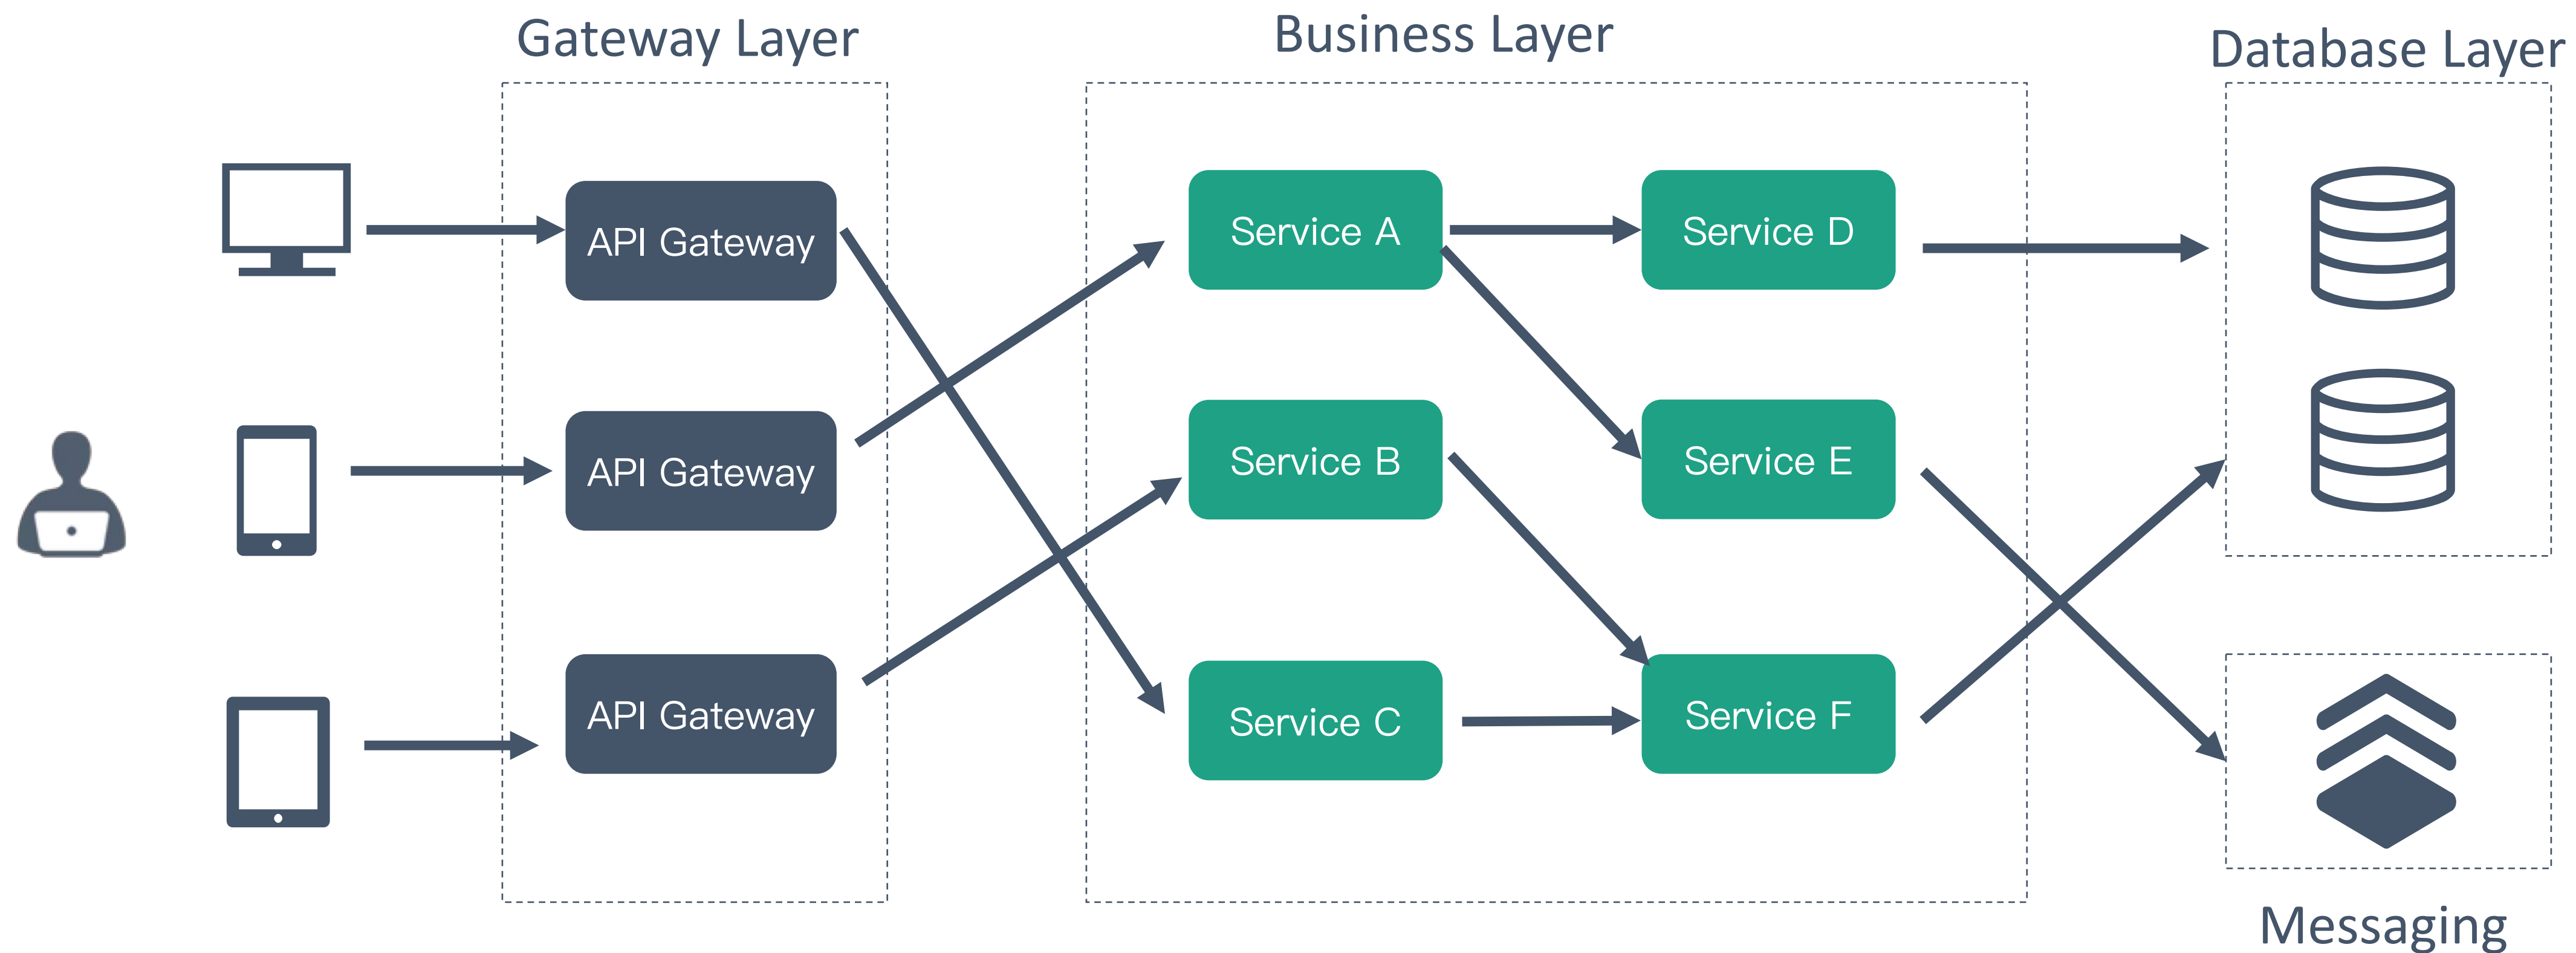 Gateway Layer
Business Layer
Database Layer
API Gateway
Service A
Service D
API Gateway
Service B
Service E
API Gateway
Service C
Service F
Messaging